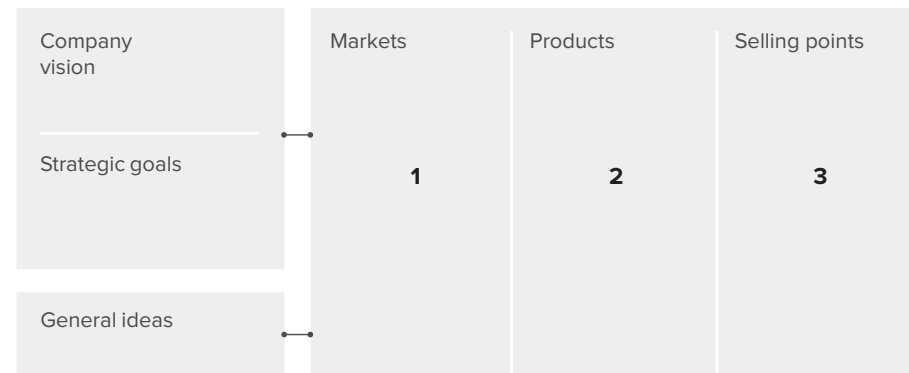 Company
vision
Strategic goals
General ideas
Markets
Products
Selling points
1
2
3